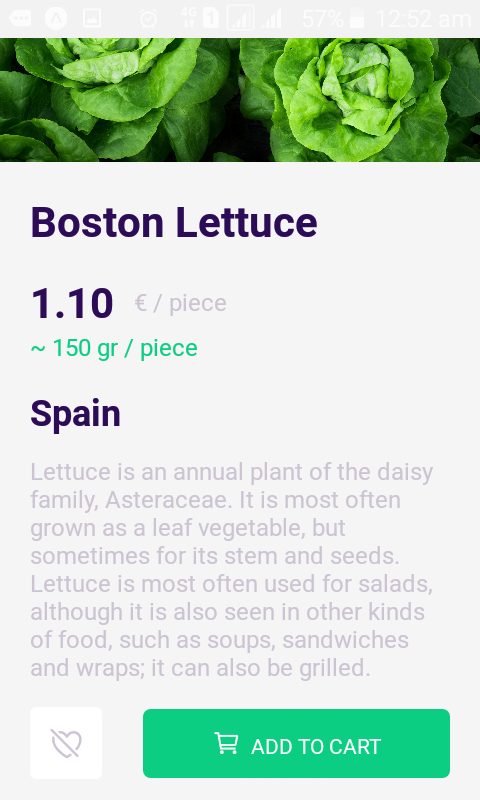 4G 1 57% 12:52 am
Boston Lettuce
1.10 € / piece
~ 150 gr / piece
Spain
Lettuce is an annual plant of the daisy
family, Asteraceae. It is most often
grown as a leaf vegetable, but
sometimes for its stem and seeds.
Lettuce is most often used for salads,
although it is also seen in other kinds
of food, such as soups, sandwiches
and wraps; it can also be grilled.
ADD TO CART